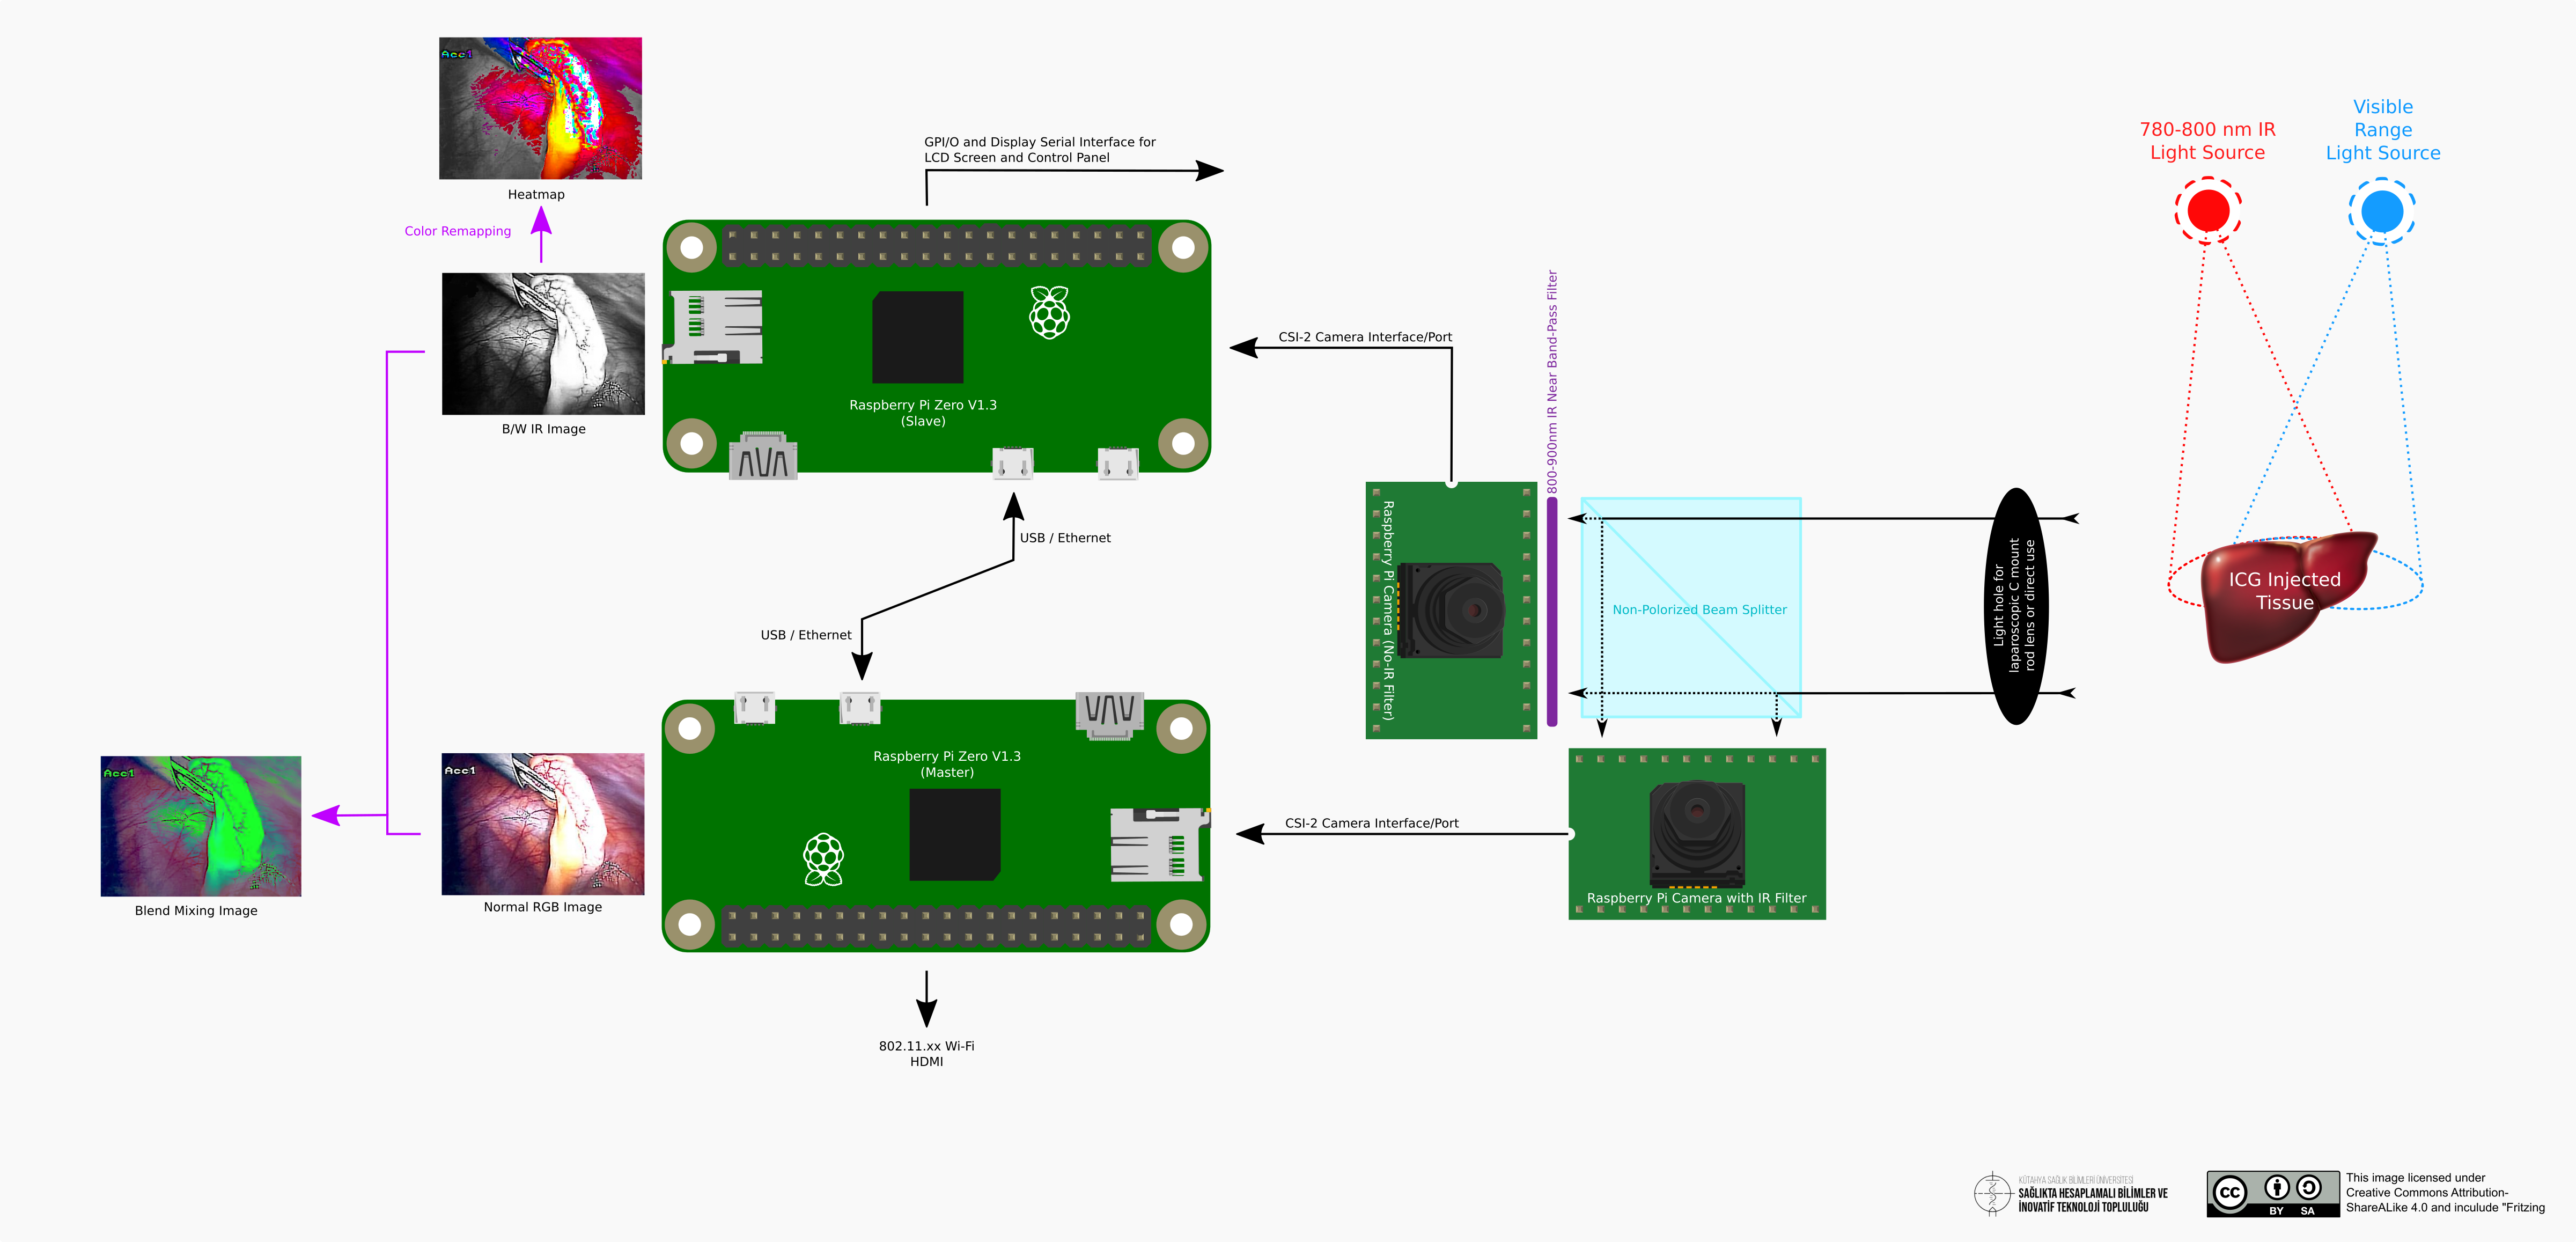 Acc1
Heatmap
Color Remapping
B/W IR Image
Acc1
Blend Mixing Image
Acc1
Normal RGB Image
GPI/O and Display Serial Interface for
LCD Screen and Control Panel
Raspberry Pi Zero V1.3
(Slave)
USB / Ethernet
USB / Ethernet
Raspberry Pi Zero V1.3
(Master)
802.11.xx Wi-Fi
HDMI
CSI-2 Camera Interface/Port
CSI-2 Camera Interface/Port
Raspberry Pi Camera (No-IR Filter)
800-900nm IR Near Band-Pass Filter
Non-Polorized Beam Splitter
Raspberry Pi Camera with IR Filter
Light hole for
laparoscopic C mount
rod lens or direct use
780-800 nm IR
Light Source
Visible
Range
Light Source
ICG Injected
Tissue
KÜTAHYA SAĞLIK BİLİMLERİ ÜNİVERSİTESİ
SAĞLIKTA HESAPLAMALI BİLİMLER VE
İNOVATİF TEKNOLOJİ TOPLULUĞU
cc
BY SA
This image licensed under
Creative Commons Attribution-
ShareALike 4.0 and inculude "Fritzing